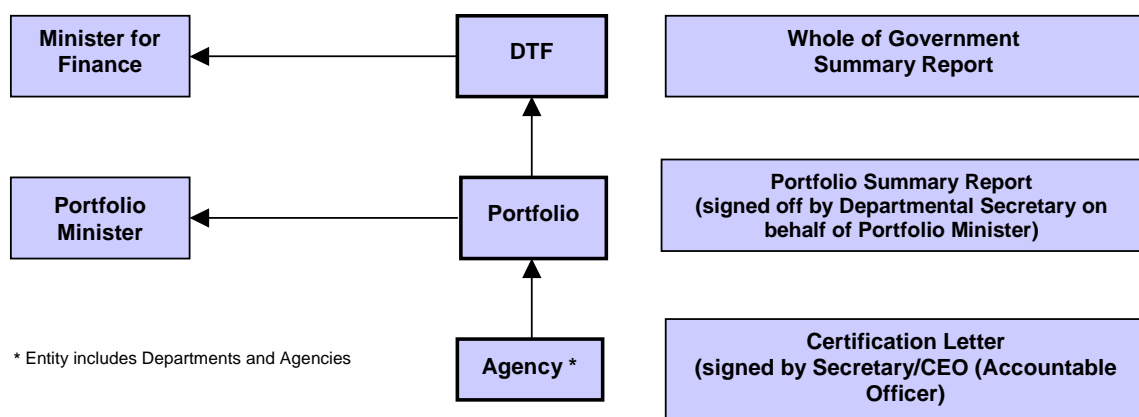 Minister for
Finance
DTF
Whole of Government
Summary Report
Portfolio
Minister
Portfolio
Portfolio Summary Report
(signed off by Departmental Secretary on
behalf of Portfolio Minister)
* Entity includes Departments and Agencies
Agency *
Certification Letter
(signed by Secretary/CEO (Accountable
Officer)